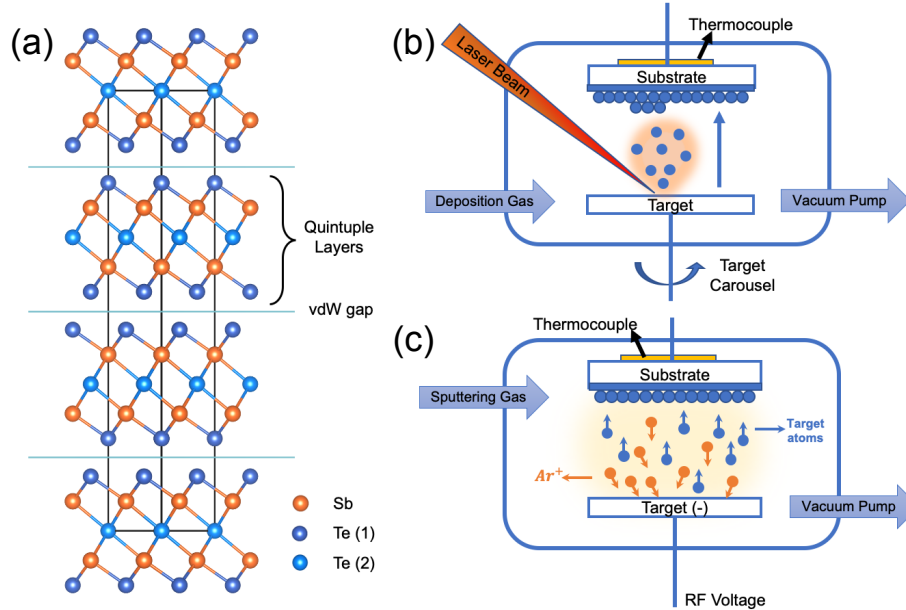 (a)
Quintuple
Layers
vdW gap
Sb
Te (1)
Te (2)
(b)
Thermocouple
Laser Beam
Substrate
Deposition Gas
Target
Vacuum Pump
Target
Carousel
(c)
Thermocouple
Substrate
Sputtering Gas
Target
atoms
Ar⁺
Target (-)
Vacuum Pump
RF Voltage